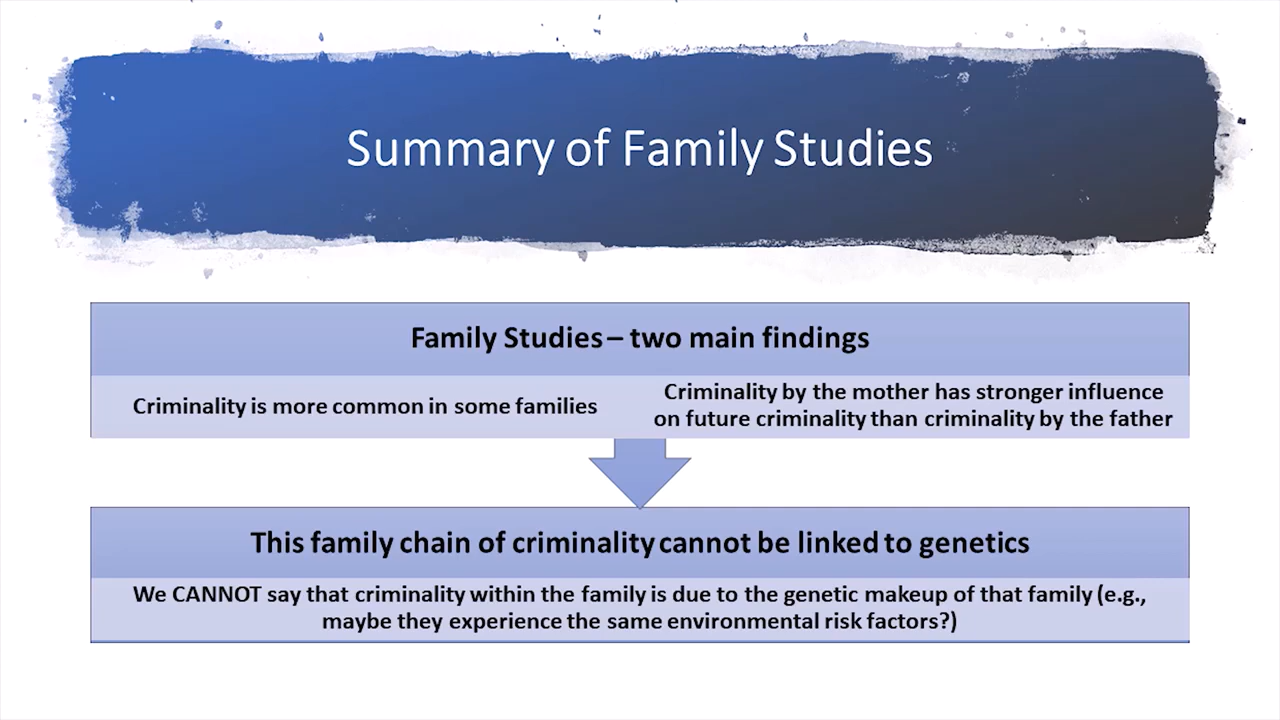 Summary of Family Studies
Family Studies – two main findings
Criminality is more common in some families
Criminality by the mother has stronger influence
on future criminality than criminality by the father
This family chain of criminality cannot be linked to genetics
We CANNOT say that criminality within the family is due to the genetic makeup of that family (e.g.,
maybe they experience the same environmental risk factors?)